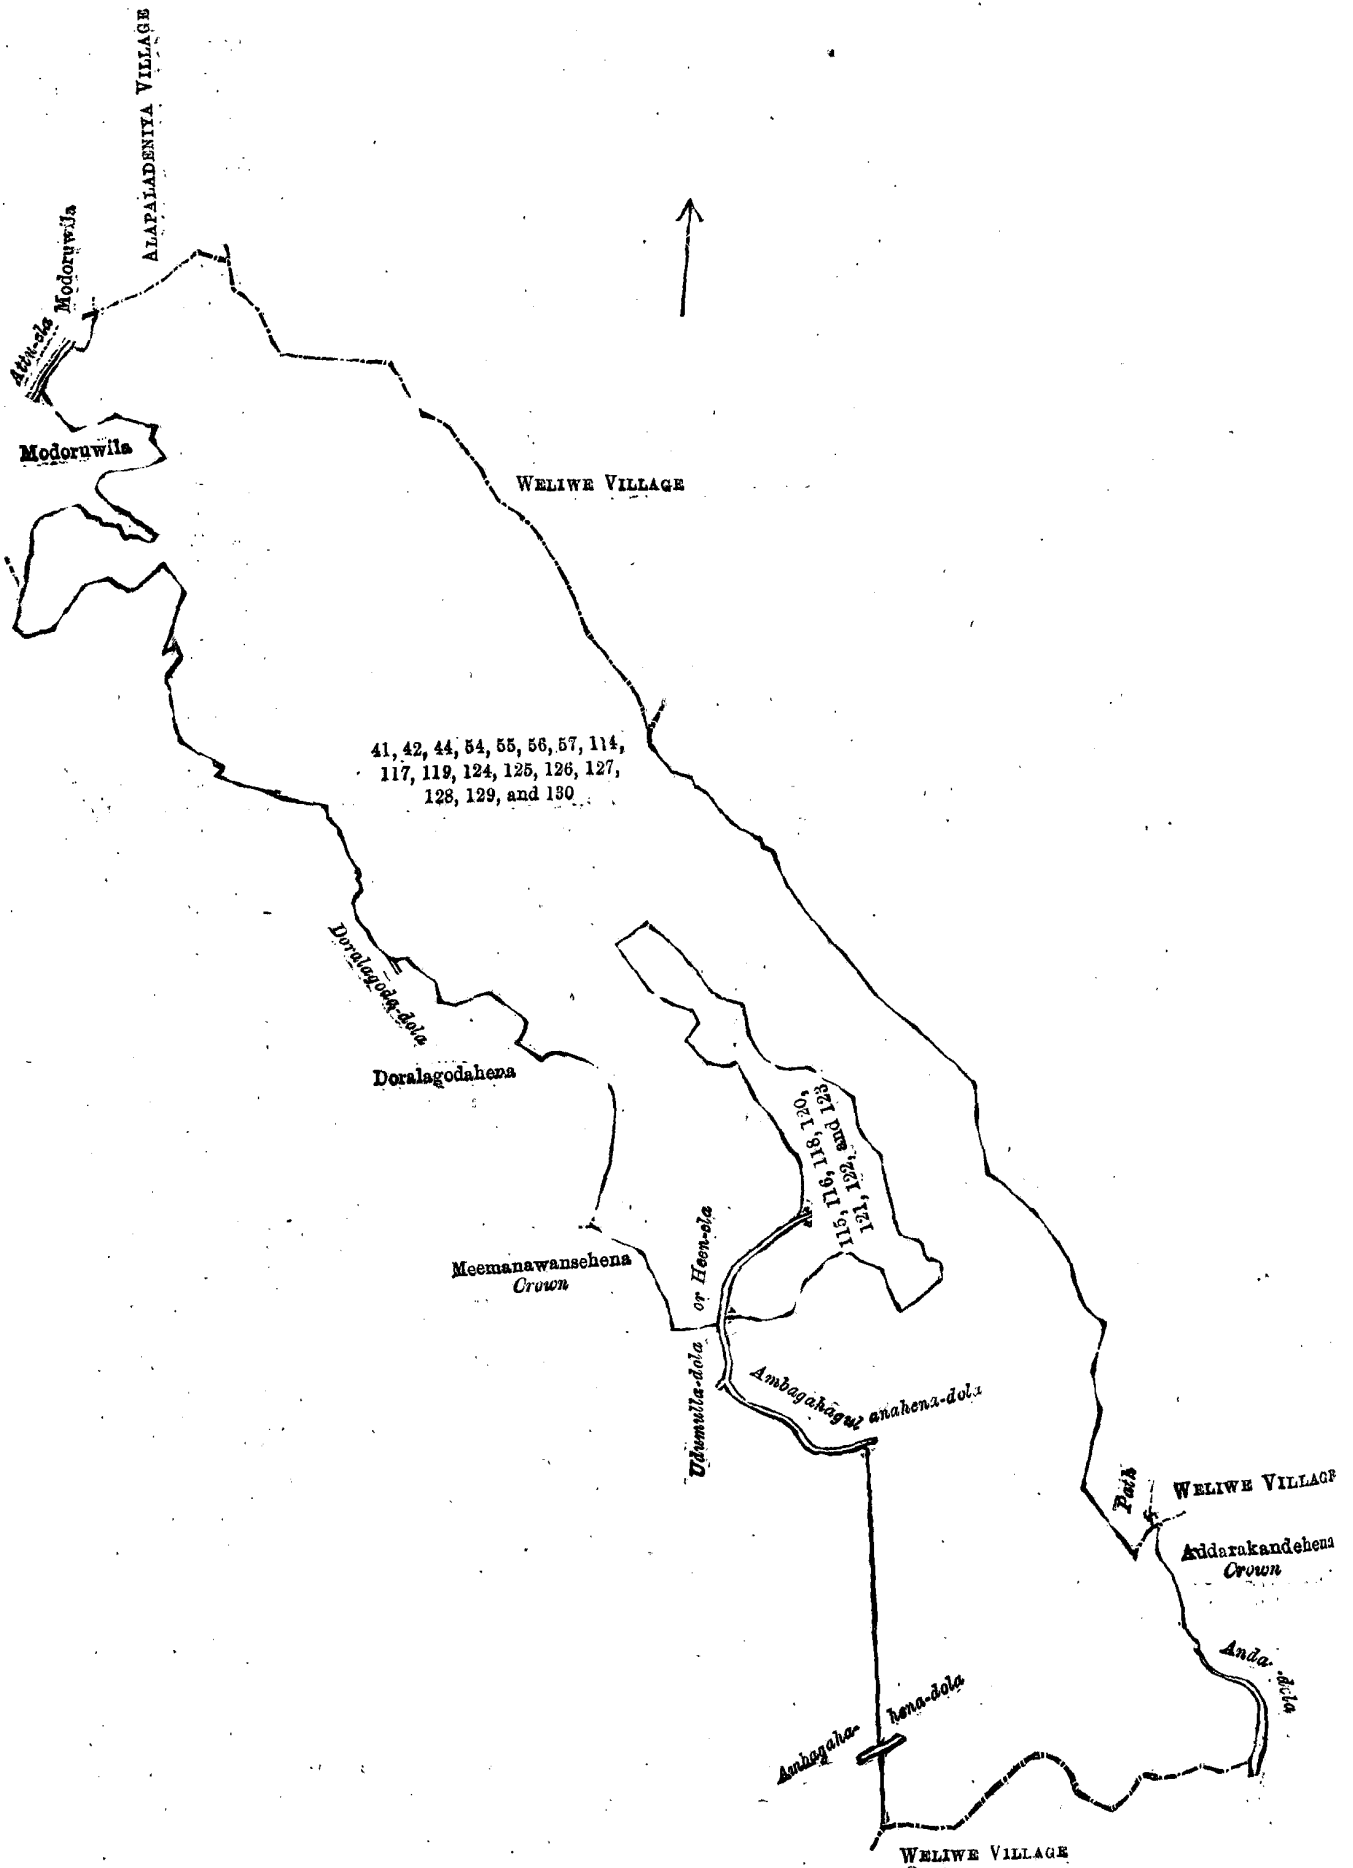 ALAPALADENIYA VILLAGE
Modoruwila
Attu-ela
Modoruwila
WELIWE VILLAGE
41, 42, 44, 54, 55, 56, 57, 114,
117, 119, 124, 125, 126, 127,
128, 129, and 130
Doralagoda-dola
Doralagodahena
115, 116, 118, 120,
121, 122, and 123
Meemanawansehena
Crown
Udumulla-dola or Heen-ela
Ambagahagulanahena-dola
Path
WELIWE VILLAGE
Addarakandehena
Crown
Anda-dola
Ambagaha-hena-dola
WELIWE VILLAGE